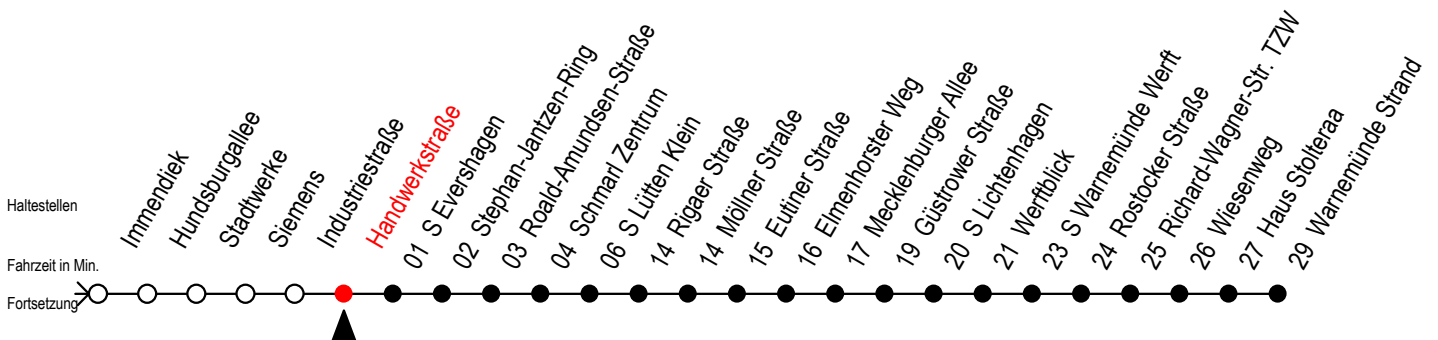 Haltestellen
Fahrzeit in Min.
Fortsetzung
Immendiek
Hundsburgallee
Stadtwerke
Siemens
Industriestraße
Handwerkstraße
01 S Evershagen
02 Stephan-Jantzen-Ring
03 Roald-Amundsen-Straße
04 Schmarl Zentrum
06 S Lütten Klein
14 Rigaer Straße
14 Möllner Straße
15 Eutiner Straße
16 Elmenhorster Weg
17 Mecklenburger Allee
19 Güstrower Straße
20 S Lichtenhagen
21 Werftblick
23 S Warnemünde Werft
24 Rostocker Straße
25 Richard-Wagner-Str. TZW
26 Wiesenweg
27 Haus Stolteraa
29 Warnemünde Strand